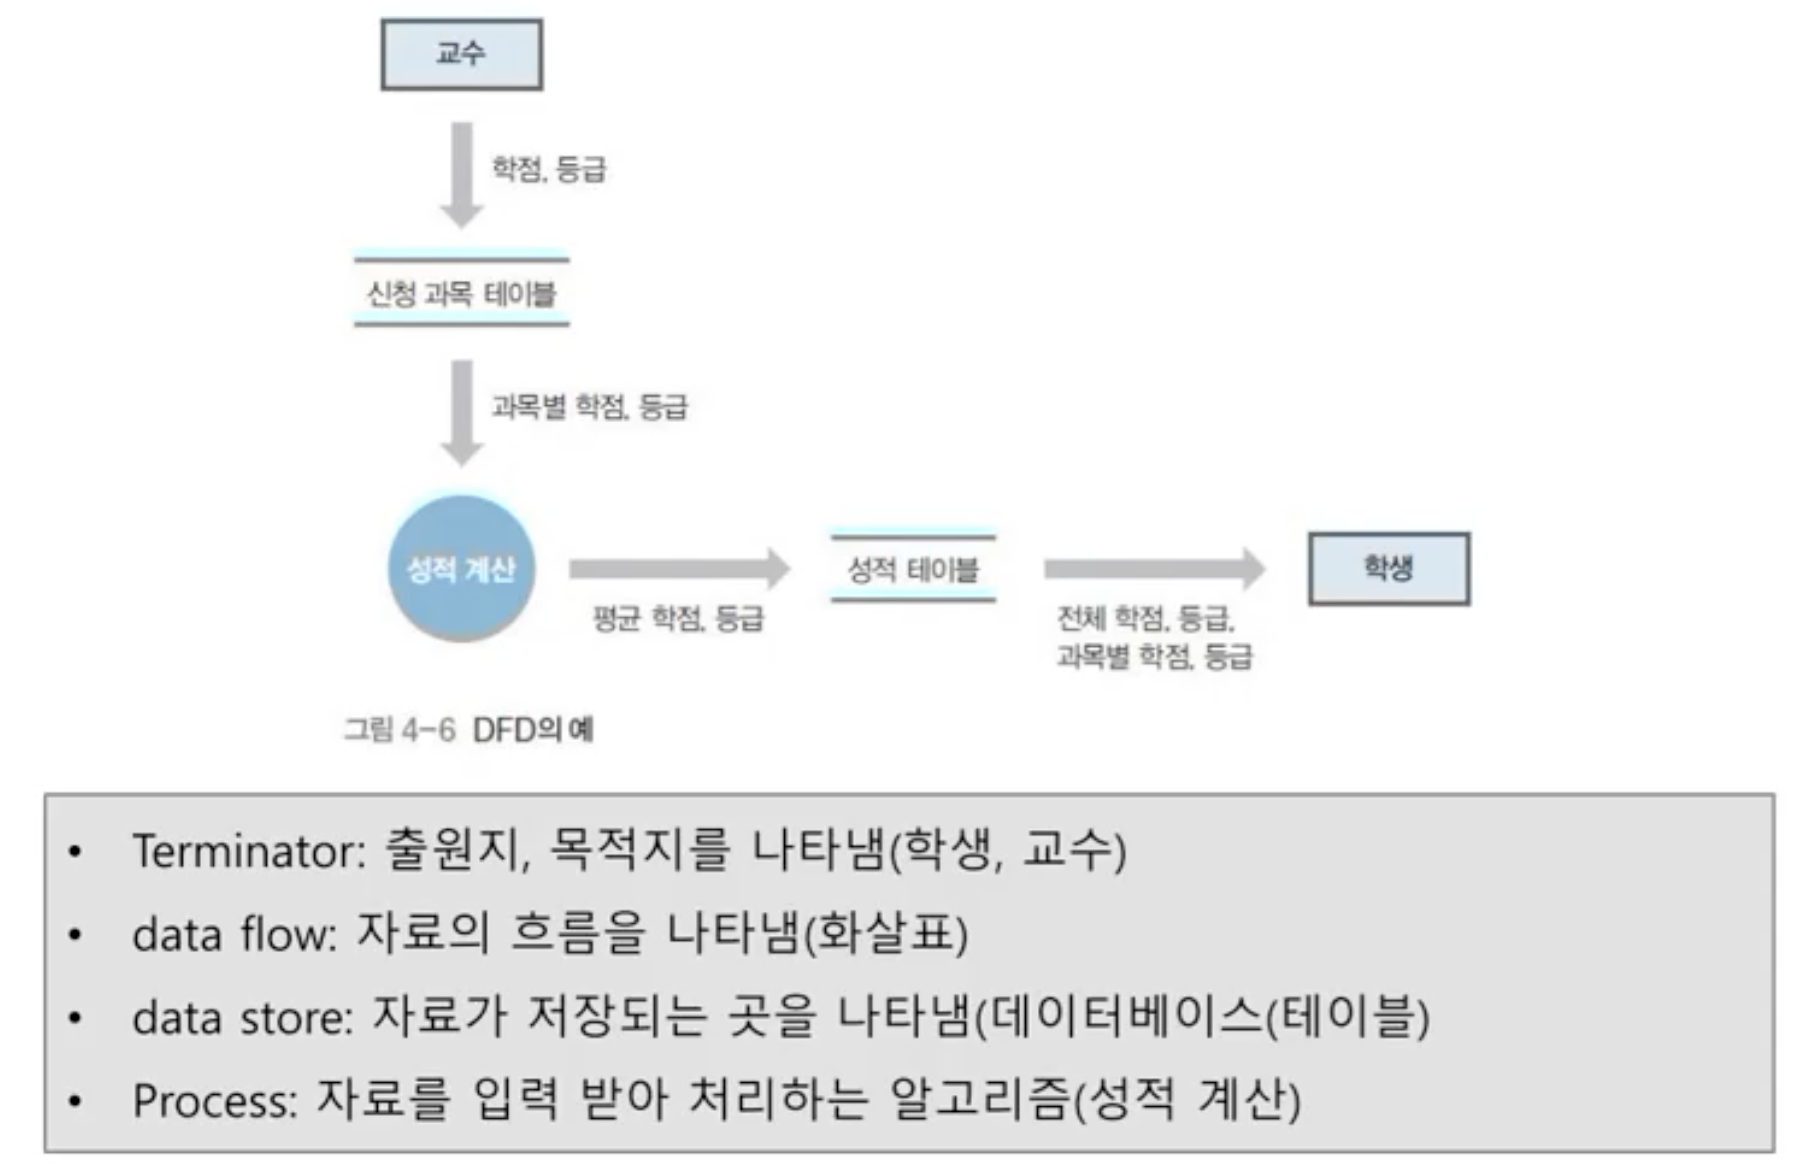 교수
학점, 등급
신청 과목 테이블
과목별 학점, 등급
성적 계산
평균 학점, 등급
성적 테이블
전체 학점, 등급,
과목별 학점, 등급
학생
그림 4-6 DFD의 예
• Terminator: 출원지, 목적지를 나타냄(학생, 교수)
• data flow: 자료의 흐름을 나타냄(화살표)
• data store: 자료가 저장되는 곳을 나타냄(데이터베이스(테이블)
• Process: 자료를 입력 받아 처리하는 알고리즘(성적 계산)